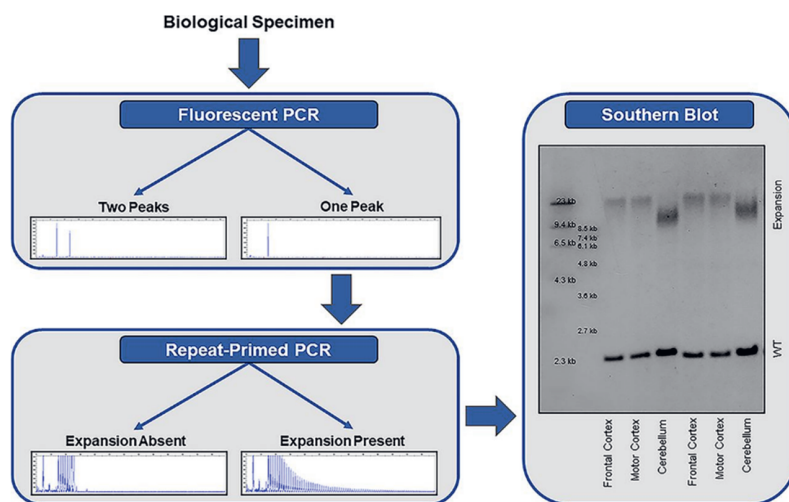 Biological Specimen
Fluorescent PCR
Two Peaks
One Peak
Repeat-Primed PCR
Expansion Absent
Expansion Present
Southern Blot
23 kb
9.4 kb
8.5 kb
7.4 kb
6.5 kb
6.1 kb
4.8 kb
4.3 kb
3.6 kb
2.7 kb
2.3 kb
Expansion
WT
Frontal Cortex
Motor Cortex
Cerebellum
Frontal Cortex
Motor Cortex
Cerebellum